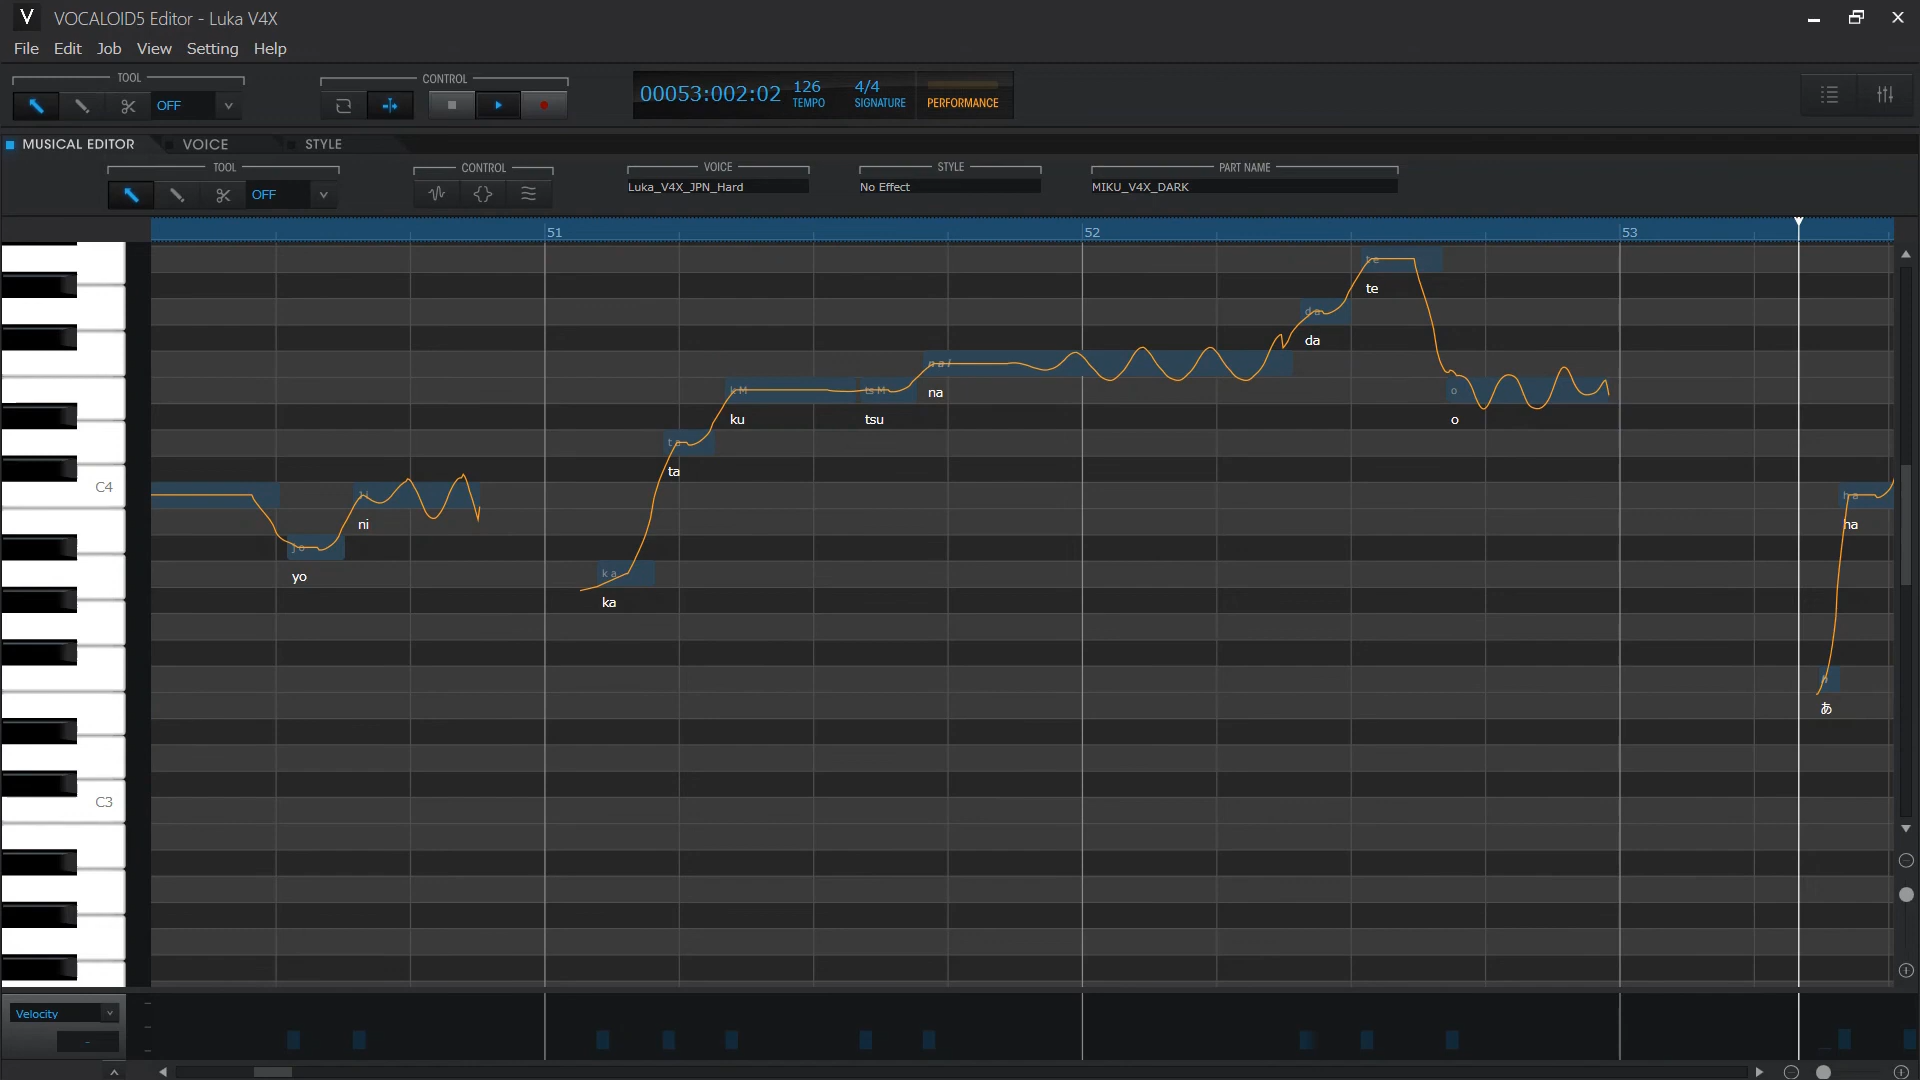 VOCALOID5 Editor - Luka V4X
File Edit Job View Setting Help
TOOL
CONTROL
OFF
00053:002:02
126
TEMPO
4/4
SIGNATURE
PERFORMANCE
MUSICAL EDITOR
VOICE
STYLE
TOOL
CONTROL
VOICE
STYLE
PART NAME
OFF
Luka_V4X_JPN_Hard
No Effect
MIKU_V4X_DARK
51
52
53
t e
te
d a
da
n a l
na
k M
ku
ts M
tsu
o
o
t a
ta
C4
ni
h a
ha
j o
yo
k a
ka
あ
C3
Velocity
-